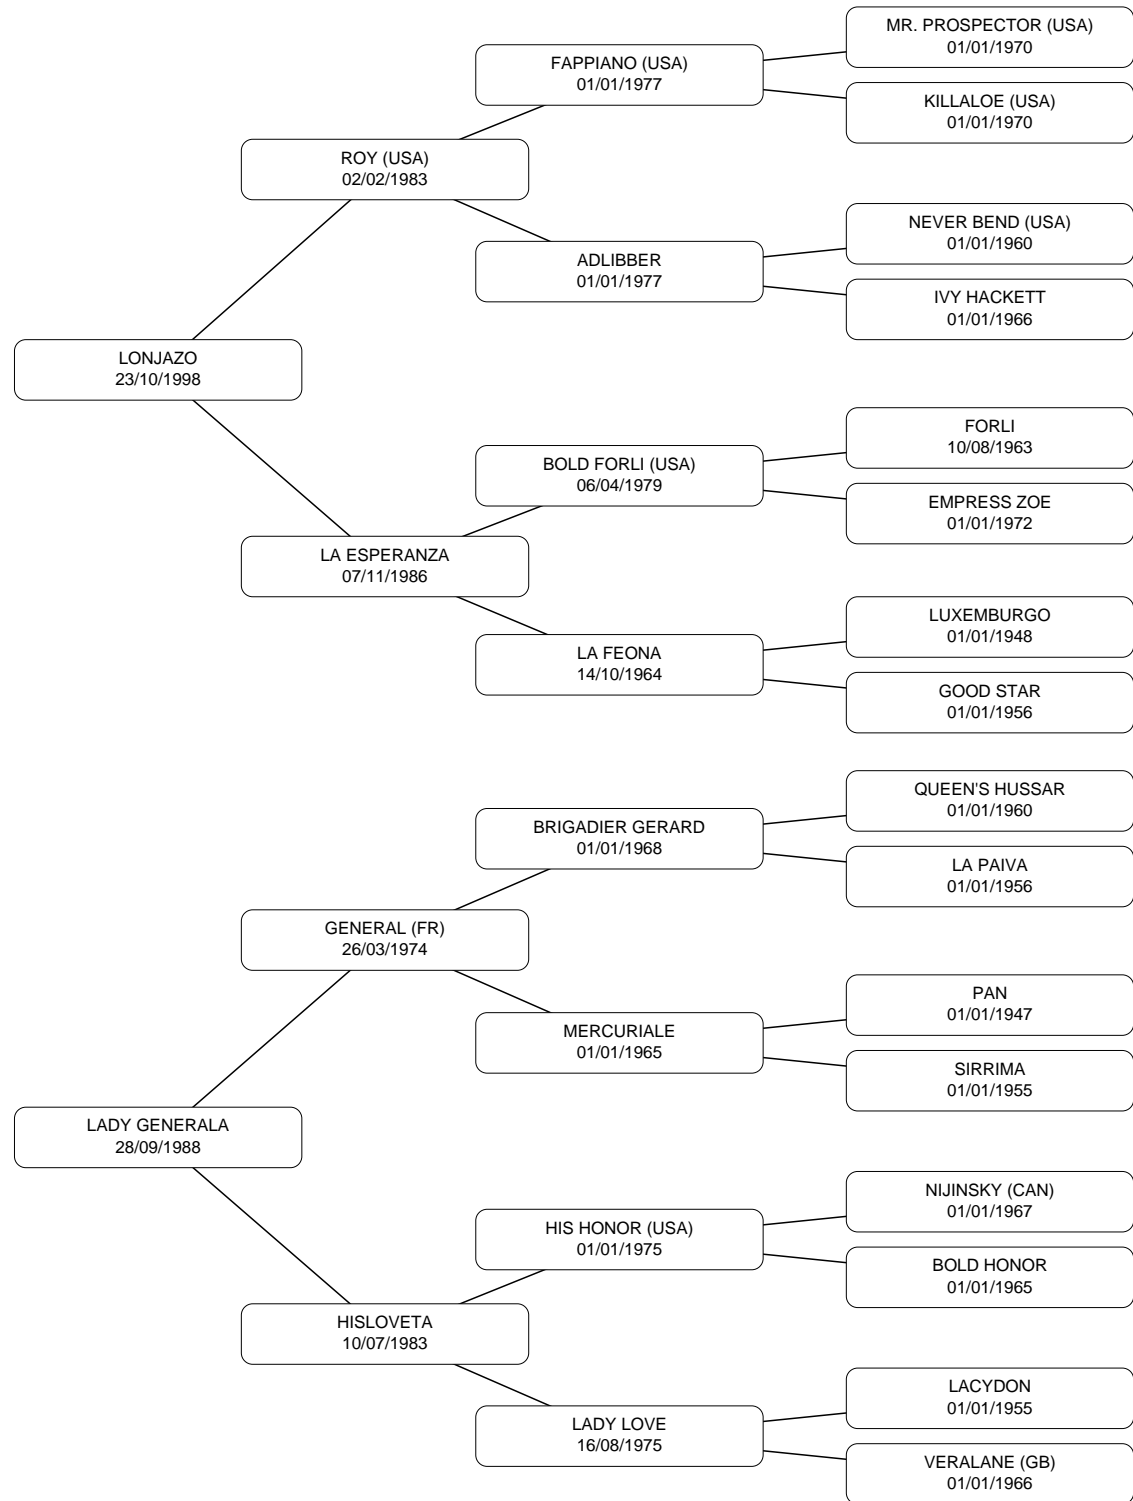 MR. PROSPECTOR (USA)
01/01/1970
FAPPIANO (USA)
01/01/1977
KILLALOE (USA)
01/01/1970
ROY (USA)
02/02/1983
NEVER BEND (USA)
01/01/1960
ADLIBBER
01/01/1977
IVY HACKETT
01/01/1966
LONJAZO
23/10/1998
FORLI
10/08/1963
BOLD FORLI (USA)
06/04/1979
EMPRESS ZOE
01/01/1972
LA ESPERANZA
07/11/1986
LUXEMBURGO
01/01/1948
LA FEONA
14/10/1964
GOOD STAR
01/01/1956
QUEEN'S HUSSAR
01/01/1960
BRIGADIER GERARD
01/01/1968
LA PAIVA
01/01/1956
GENERAL (FR)
26/03/1974
PAN
01/01/1947
MERCURIALE
01/01/1965
SIRRIMA
01/01/1955
LADY GENERALA
28/09/1988
NIJINSKY (CAN)
01/01/1967
HIS HONOR (USA)
01/01/1975
BOLD HONOR
01/01/1965
HISLOVETA
10/07/1983
LACYDON
01/01/1955
LADY LOVE
16/08/1975
VERALANE (GB)
01/01/1966